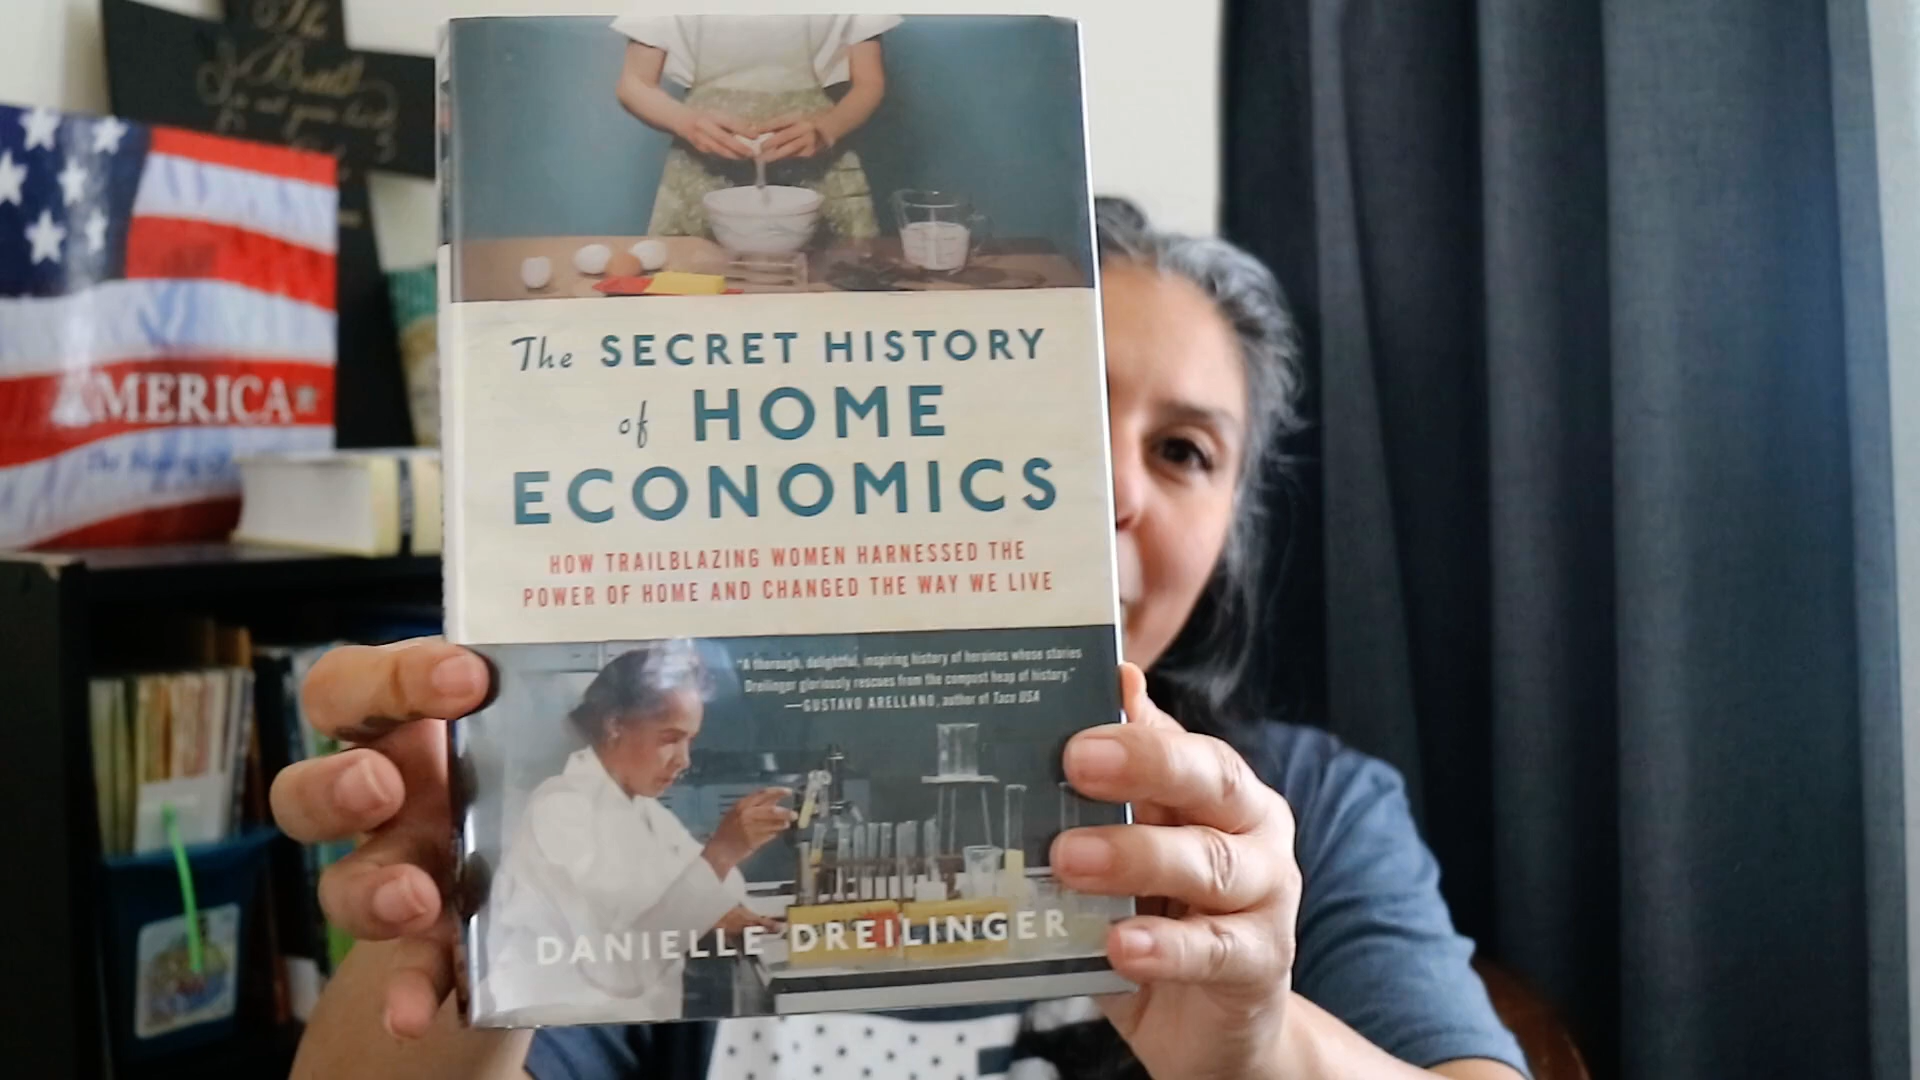 The SECRET HISTORY
of HOME
ECONOMICS
HOW TRAILBLAZING WOMEN HARNESSED THE
POWER OF HOME AND CHANGED THE WAY WE LIVE
"A thorough, delightful, inspiring history of heroines whose stories
Dreilinger gloriously rescues from the compost heap of history."
—GUSTAVO ARELLANO, author of Taco USA
DANIELLE DREILINGER
The
AMERICA